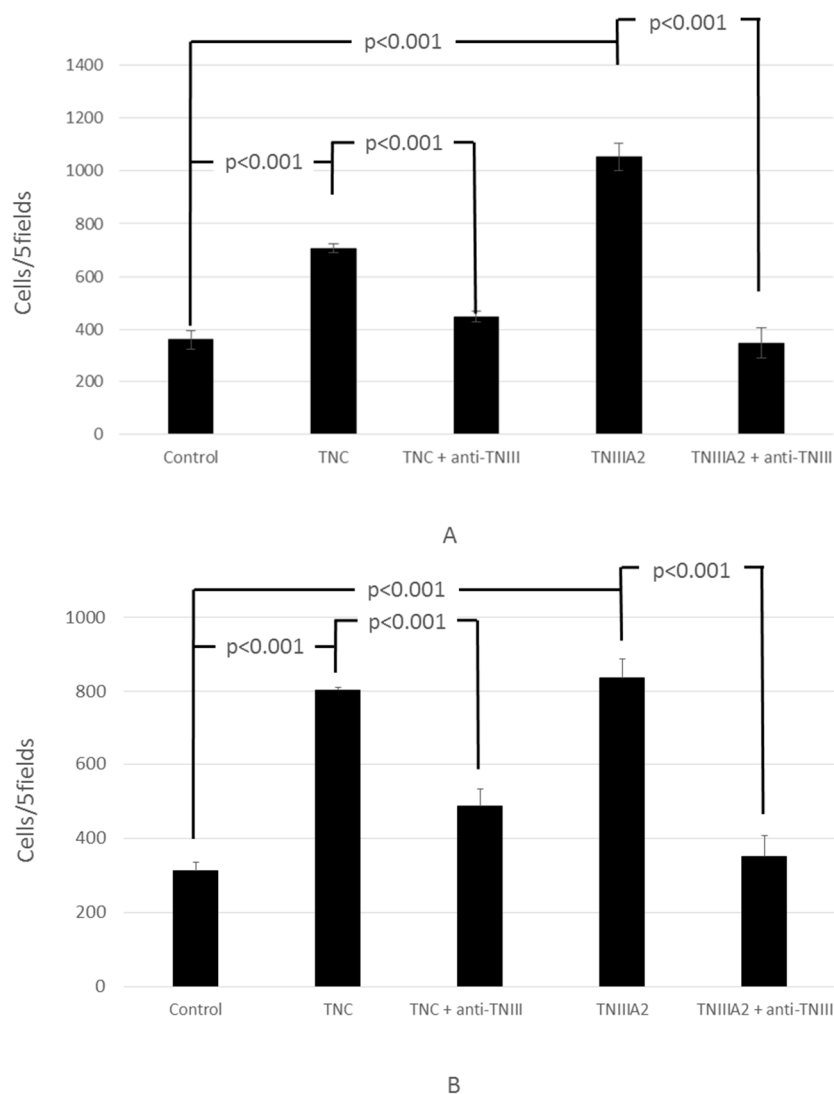 p<0.001
p<0.001
1400
1200
p<0.001
p<0.001
1000
800
600
400
200
0
Cells/5fields
Control
TNC
TNC + anti-TNIII
TNIIIA2
TNIIIA2 + anti-TNIII
A
p<0.001
p<0.001
1000
p<0.001
p<0.001
800
600
400
200
0
Cells/5fields
Control
TNC
TNC + anti-TNIII
TNIIIA2
TNIIIA2 + anti-TNIII
B